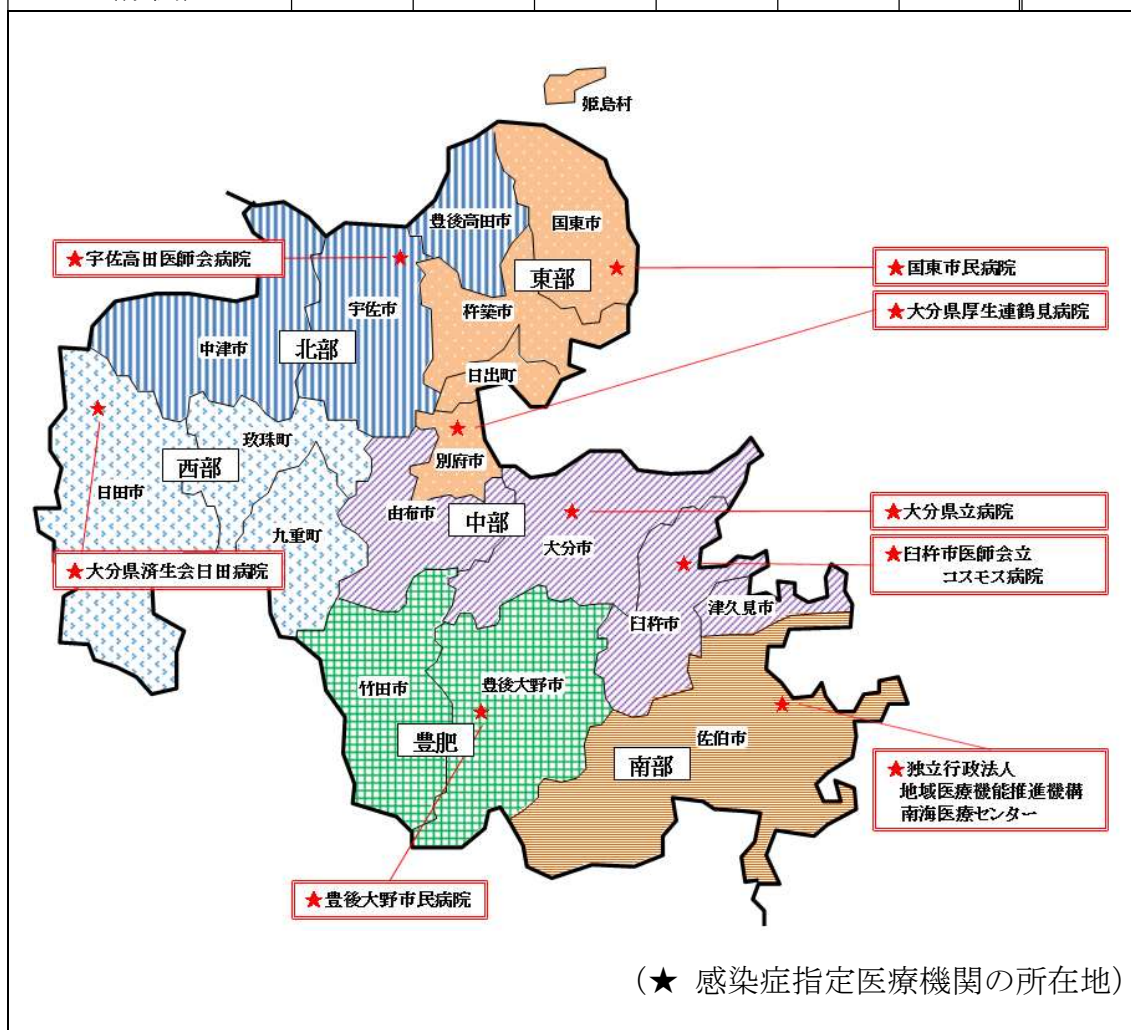 姫島村
豊後高田市
国東市
★宇佐高田医師会病院
東部
★国東市民病院
宇佐市
杵築市
★大分県厚生連鶴見病院
中津市
北部
日出町
玖珠町
西部
別府市
日田市
由布市
中部
★大分県立病院
九重町
大分市
★臼杵市医師会立
コスモス病院
★大分県済生会日田病院
津久見市
臼杵市
竹田市
豊後大野市
豊肥
佐伯市
南部
★独立行政法人
地域医療機能推進機構
南海医療センター
★豊後大野市民病院
(★ 感染症指定医療機関の所在地)